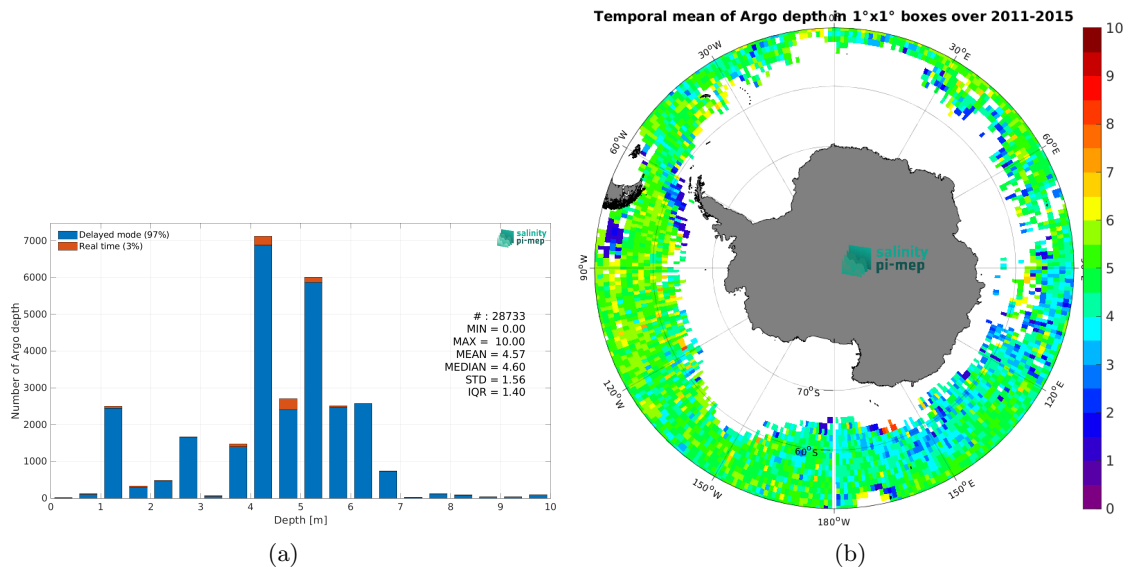 Delayed mode (97%)
Real time (3%)
salinity
pi-mep
# : 28733
MIN = 0.00
MAX = 10.00
MEAN = 4.57
MEDIAN = 4.60
STD = 1.56
IQR = 1.40
Number of Argo depth
7000
6000
5000
4000
3000
2000
1000
0
0 1 2 3 4 5 6 7 8 9 10
Depth [m]
(a)
Temporal mean of Argo depth in 1°x1° boxes over 2011-2015
30°W
30°E
60°W
60°E
90°W
salinity
pi-mep
120°W
70°S
120°E
60°S
150°W
150°E
180°W
10
9
8
7
6
5
4
3
2
1
0
(b)